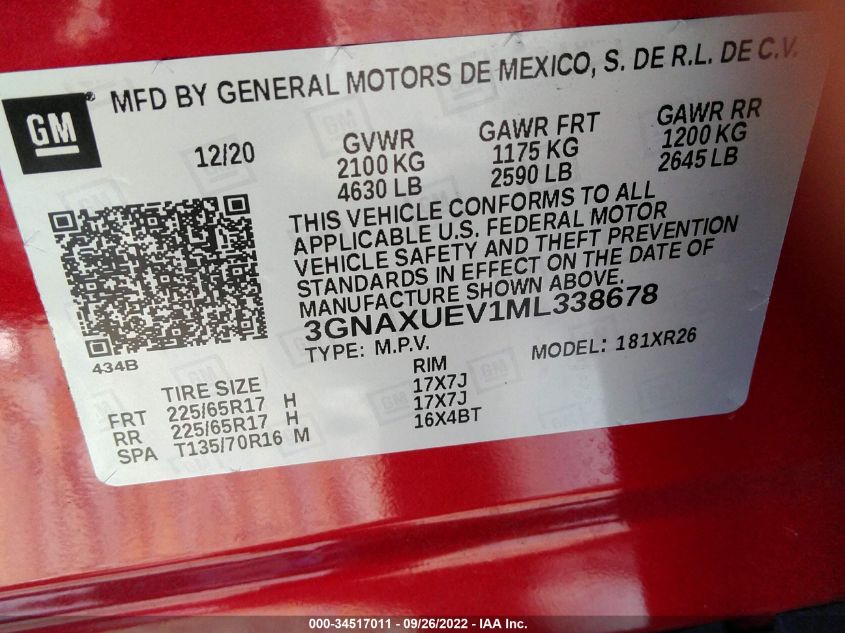 GM ® MFD BY GENERAL MOTORS DE MEXICO, S. DE R.L. DE C.V.
12/20
GVWR
2100 KG
4630 LB
GAWR FRT
1175 KG
2590 LB
GAWR RR
1200 KG
2645 LB
THIS VEHICLE CONFORMS TO ALL
APPLICABLE U.S. FEDERAL MOTOR
VEHICLE SAFETY AND THEFT PREVENTION
STANDARDS IN EFFECT ON THE DATE OF
MANUFACTURE SHOWN ABOVE.
3GNAXUEV1ML338678
TYPE: M.P.V. MODEL: 181XR26
434B
TIRE SIZE RIM
FRT 225/65R17 H 17X7J
RR 225/65R17 H 17X7J
SPA T135/70R16 M 16X4BT
000-34517011 - 09/26/2022 - IAA Inc.